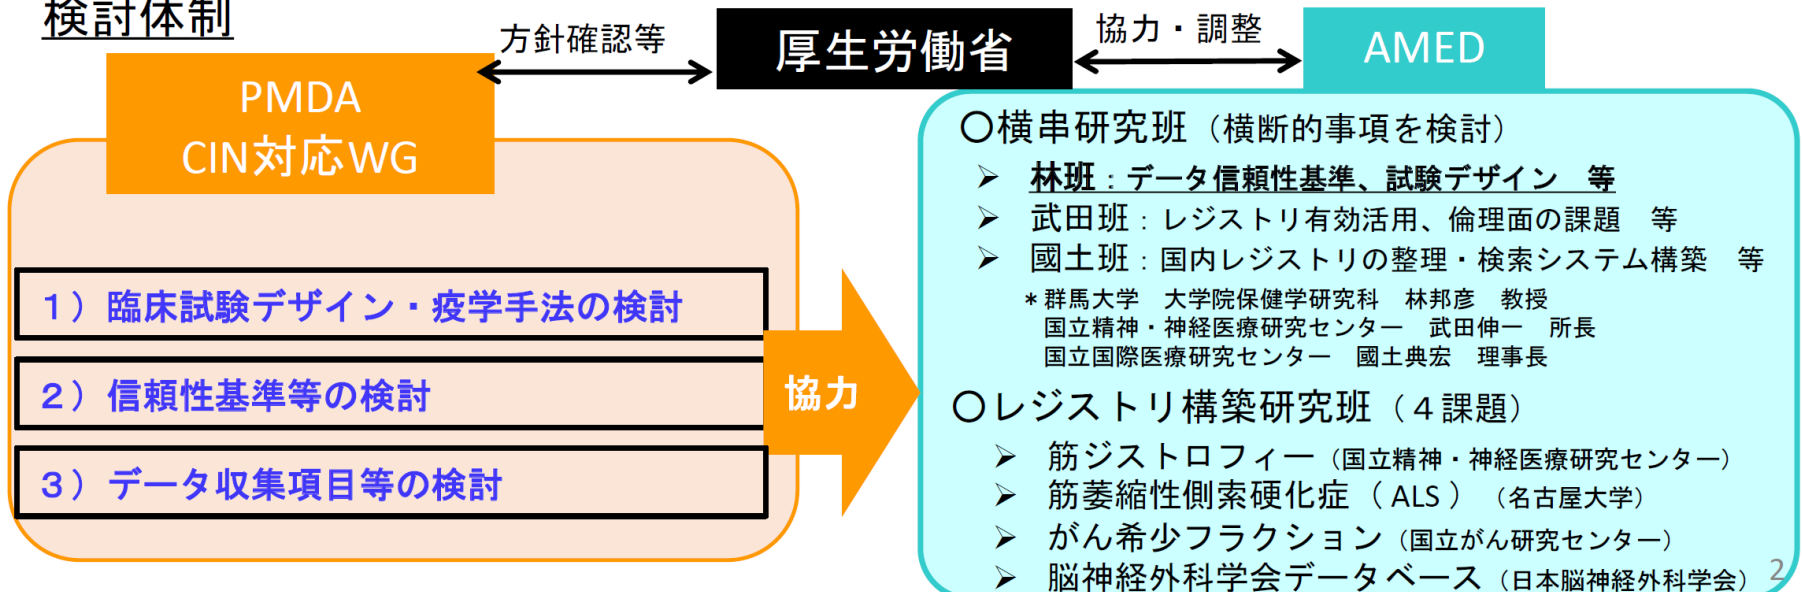 検討体制
方針確認等
厚生労働省
協力・調整
AMED
PMDA
CIN対応WG
1）臨床試験デザイン・疫学手法の検討
2）信頼性基準等の検討
3）データ収集項目等の検討
協力
〇横串研究班（横断的事項を検討）
➢ 林班：データ信頼性基準、試験デザイン　等
➢ 武田班：レジストリ有効活用、倫理面の課題　等
➢ 國土班：国内レジストリの整理・検索システム構築　等
＊群馬大学　大学院保健学研究科　林邦彦　教授
国立精神・神経医療研究センター　武田伸一　所長
国立国際医療研究センター　國土典宏　理事長
〇レジストリ構築研究班（４課題）
➢ 筋ジストロフィー（国立精神・神経医療研究センター）
➢ 筋萎縮性側索硬化症（ALS）（名古屋大学）
➢ がん希少フラクション（国立がん研究センター）
➢ 脳神経外科学会データベース（日本脳神経外科学会）
2